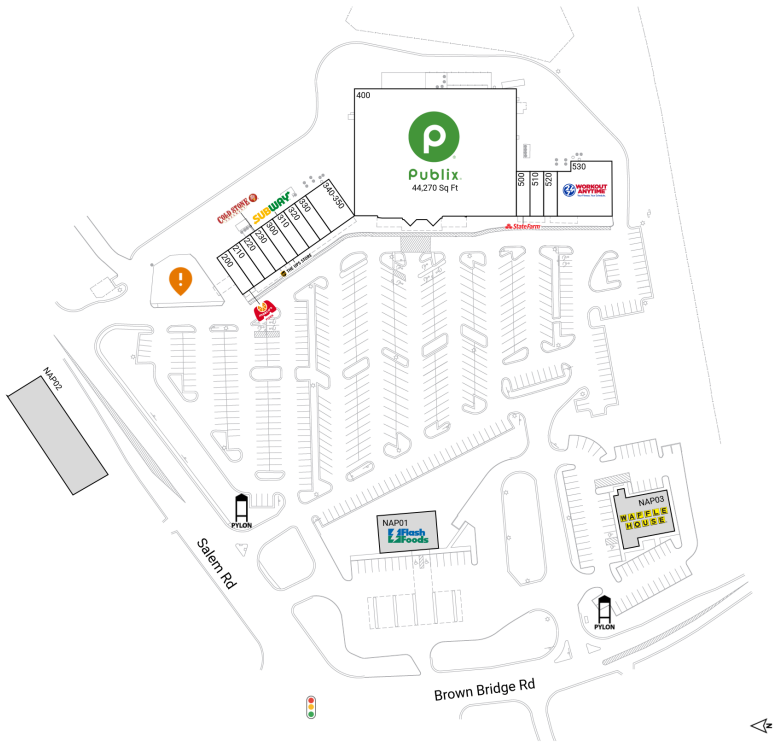 400
Publix.
44,270 Sq Ft
530
500
510
520
WORKOUT
ANYTIME
StateFarm
COLD STONE
SUBWAY
340-350
330
320
310
300
230
220
210
200
THE UPS STORE
NAP02
PYLON
Salem Rd
NAP01
Flash
Foods
NAP03
WAFFLE
HOUSE
PYLON
Brown Bridge Rd
N